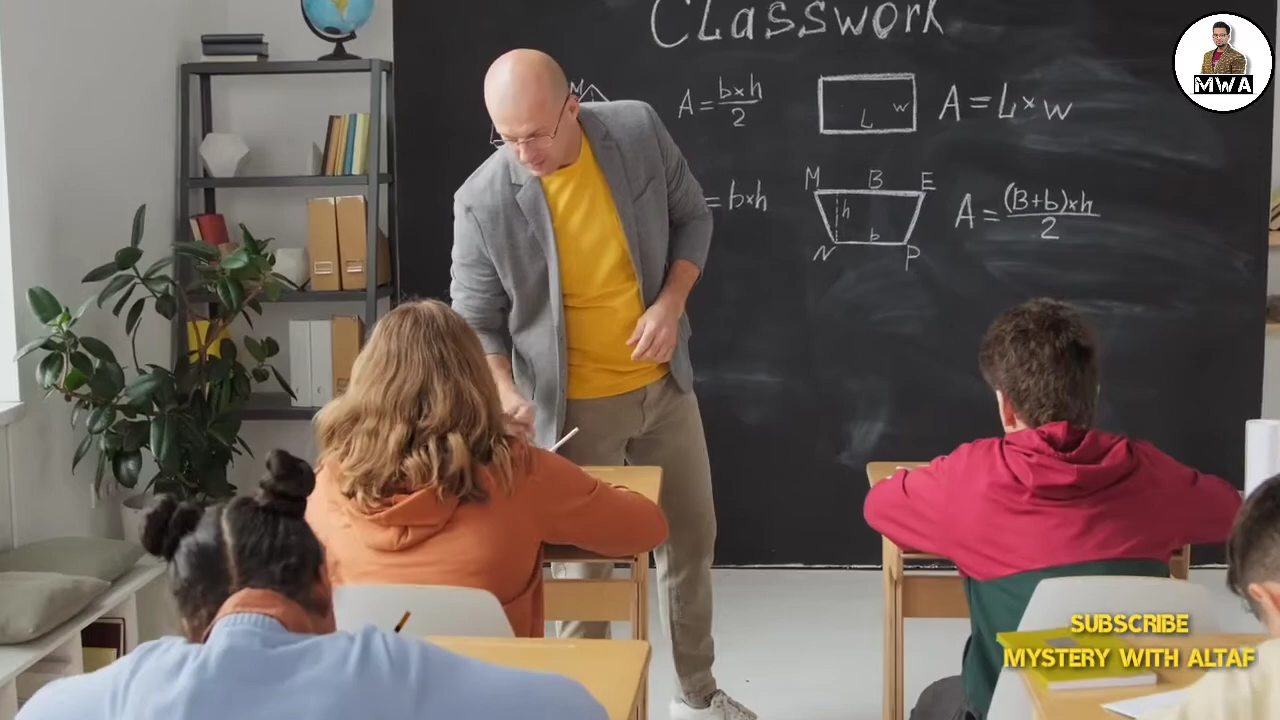 Classwork
A = b×h/2
L
w
A = L×w
= b×h
M
B
E
h
b
N
P
A = (B+b)×h/2
MWA
SUBSCRIBE
MYSTERY WITH ALTAF